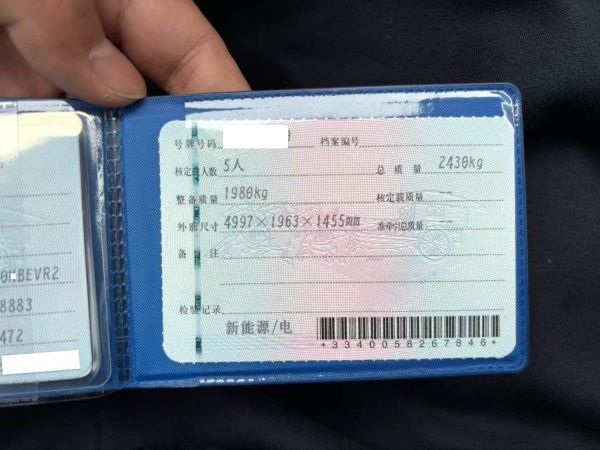 号牌号码 档案编号
核定载人数 5人 总质量 2430kg
整备质量 1980kg 核定载质量 --
外廓尺寸 4997×1963×1455mm 准牵引总质量 --
备注
检验记录
新能源/电
*3340058267846*
BEVR2
8883
472